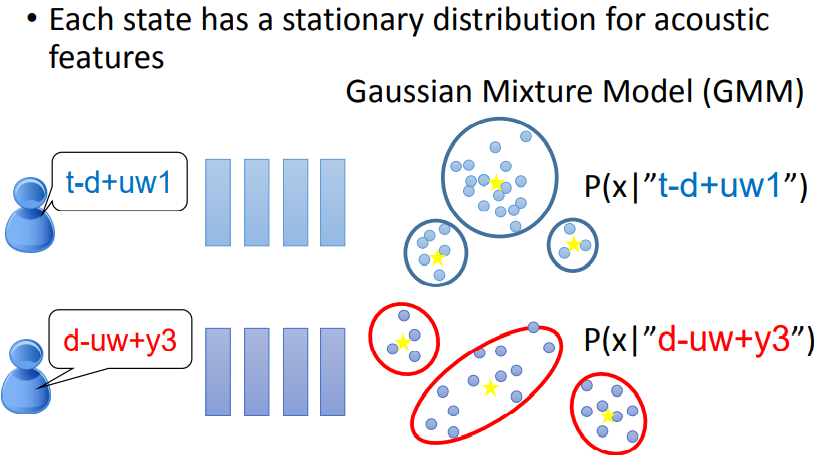 • Each state has a stationary distribution for acoustic
features
Gaussian Mixture Model (GMM)
t-d+uw1
P(x|”t-d+uw1”)
d-uw+y3
P(x|”d-uw+y3”)